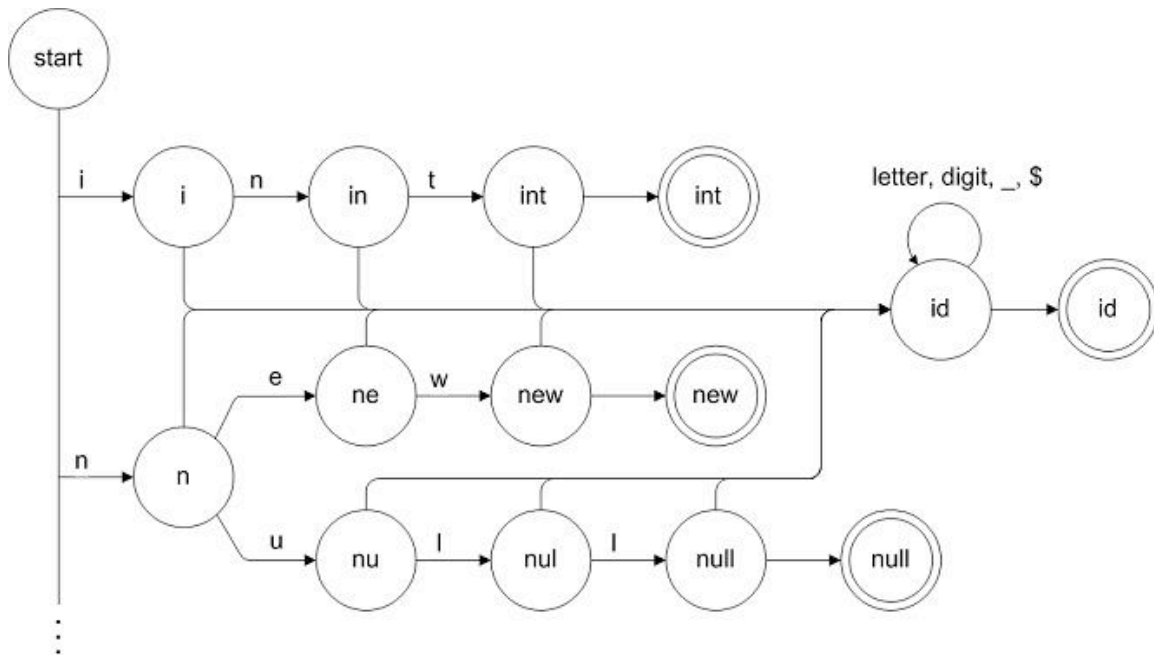 start
i
i
n
in
t
int
int
letter, digit, _, $
id
id
e
ne
w
new
new
n
n
u
nu
l
nul
l
null
null